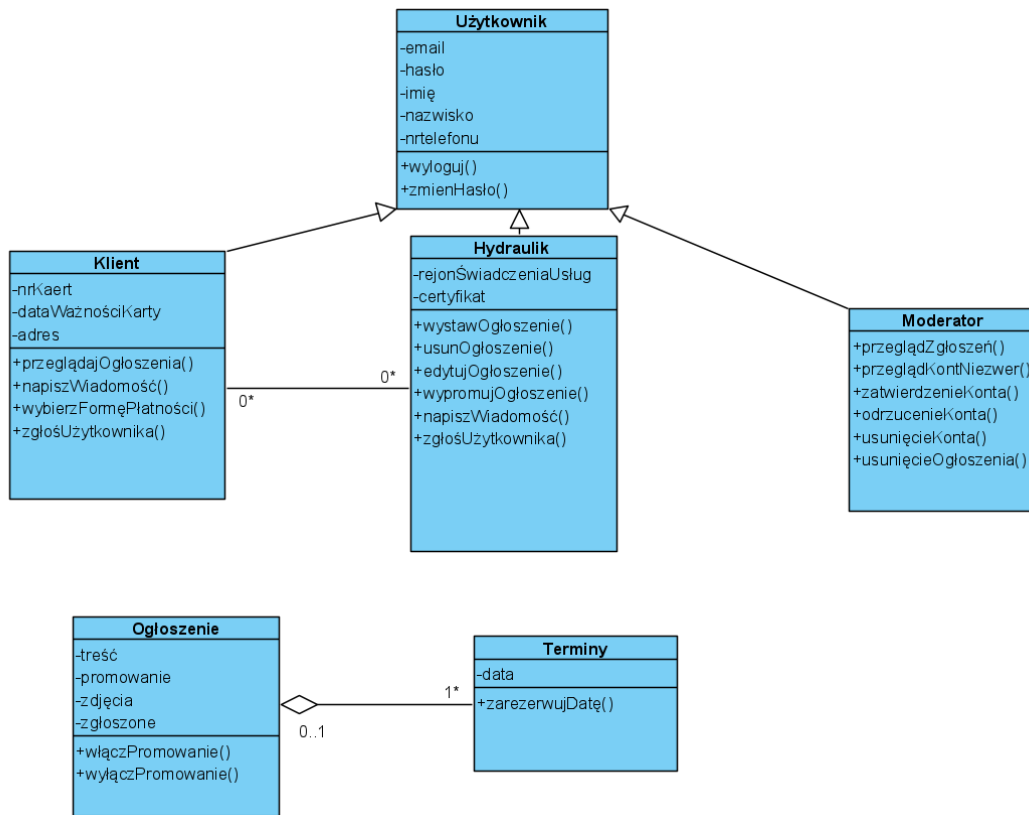 Użytkownik
-email
-hasło
-imię
-nazwisko
-nrtelefonu
+wyloguj()
+zmienHasło()
Klient
-nrKaert
-dataWażnościKarty
-adres
+przeglądajOgłoszenia()
+napiszWiadomość()
+wybierzFormęPłatności()
+zgłośUżytkownika()
0*
0*
Hydraulik
-rejonŚwiadczeniaUsług
-certyfikat
+wystawOgłoszenie()
+usunOgłoszenie()
+edytujOgłoszenie()
+wypromujOgłoszenie()
+napiszWiadomość()
+zgłośUżytkownika()
Moderator
+przeglądZgłoszeń()
+przeglądKontNiezwer()
+zatwierdzenieKonta()
+odrzucenieKonta()
+usunięcieKonta()
+usunięcieOgłoszenia()
Ogłoszenie
-treść
-promowanie
-zdjęcia
-zgłoszone
+włączPromowanie()
+wyłączPromowanie()
0..1
1*
Terminy
-data
+zarezerwujDatę()